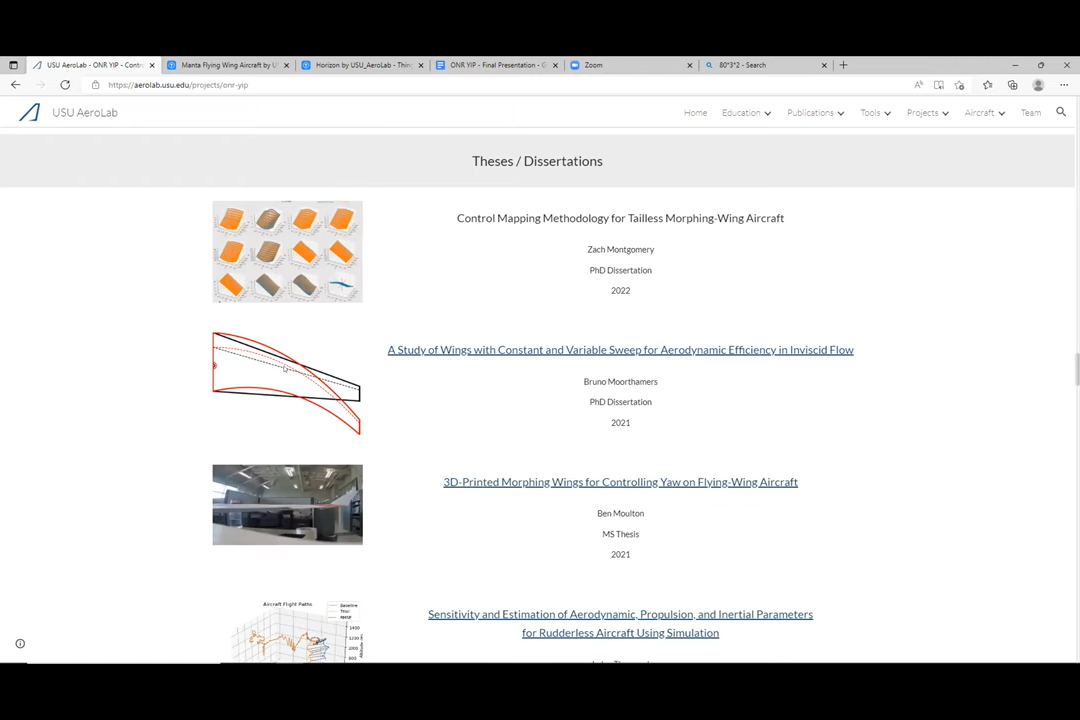 USU AeroLab - ONR YIP - Contr
Manta Flying Wing Aircraft by U
Horizon by USU_AeroLab - Thin
ONR YIP - Final Presentation - G
Zoom
80*3*2 - Search
https://aerolab.usu.edu/projects/onr-yip
USU AeroLab
Home
Education
Publications
Tools
Projects
Aircraft
Team
Theses / Dissertations
Control Mapping Methodology for Tailless Morphing-Wing Aircraft
Zach Montgomery
PhD Dissertation
2022
A Study of Wings with Constant and Variable Sweep for Aerodynamic Efficiency in Inviscid Flow
Bruno Moorthamers
PhD Dissertation
2021
3D-Printed Morphing Wings for Controlling Yaw on Flying-Wing Aircraft
Ben Moulton
MS Thesis
2021
Aircraft Flight Paths
Baseline
1400
1200
1000
800
Sensitivity and Estimation of Aerodynamic, Propulsion, and Inertial Parameters
for Rudderless Aircraft Using Simulation